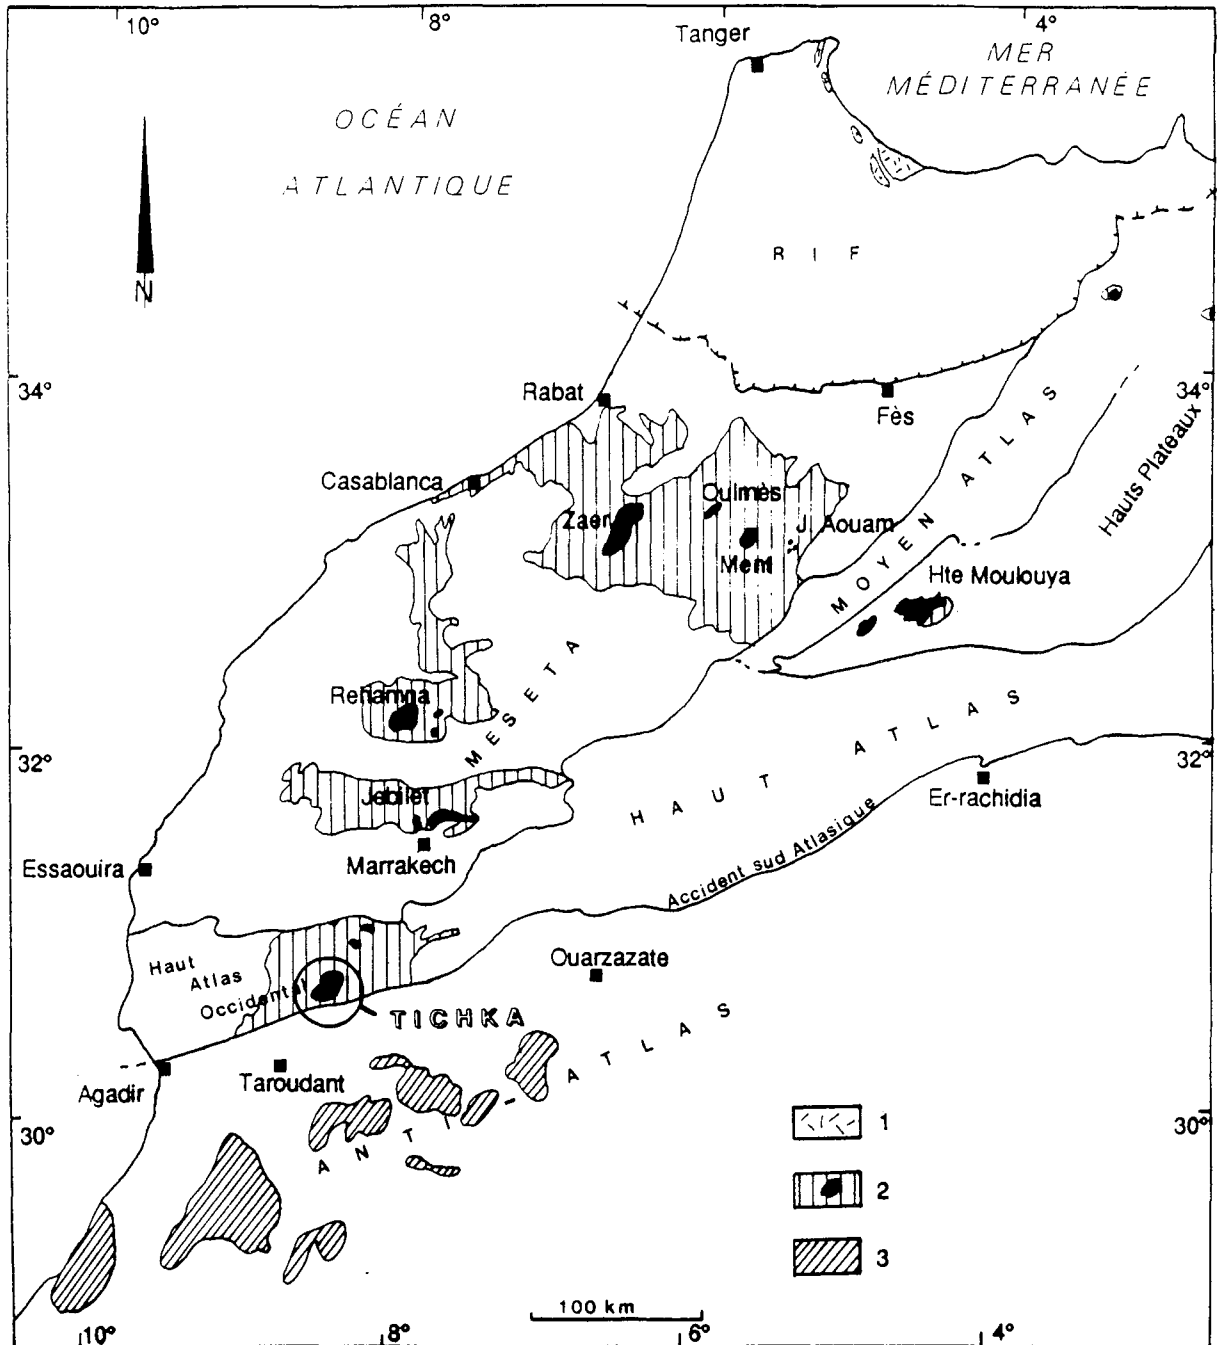 10°
8°
4°
Tanger
MER
MÉDITERRANÉE
OCÉAN
ATLANTIQUE
N
RIF
34°
34°
Rabat
Fès
Casablanca
Oulmès
Zaer
J. Aouam
Ment
MOYEN ATLAS
Hauts Plateaux
Hte Moulouya
Rehamna
MESETA
32°
32°
HAUT ATLAS
Jebilet
Er-rachidia
Marrakech
Accident sud Atlasique
Essaouira
Haut
Atlas
Occidental
Ouarzazate
TICHKA
Agadir
Taroudant
ANTI-ATLAS
30°
30°
1
2
3
100 km
10°
8°
6°
4°